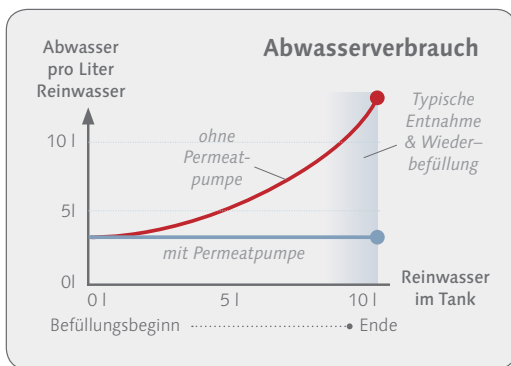 Abwasserverbrauch
Abwasser
pro Liter
Reinwasser
10 l
5l
0l
ohne
Permeat-
pumpe
Typische
Entnahme
& Wieder–
befüllung
mit Permeatpumpe
0 l
5 l
10 l
Reinwasser
im Tank
Befüllungsbeginn
Ende